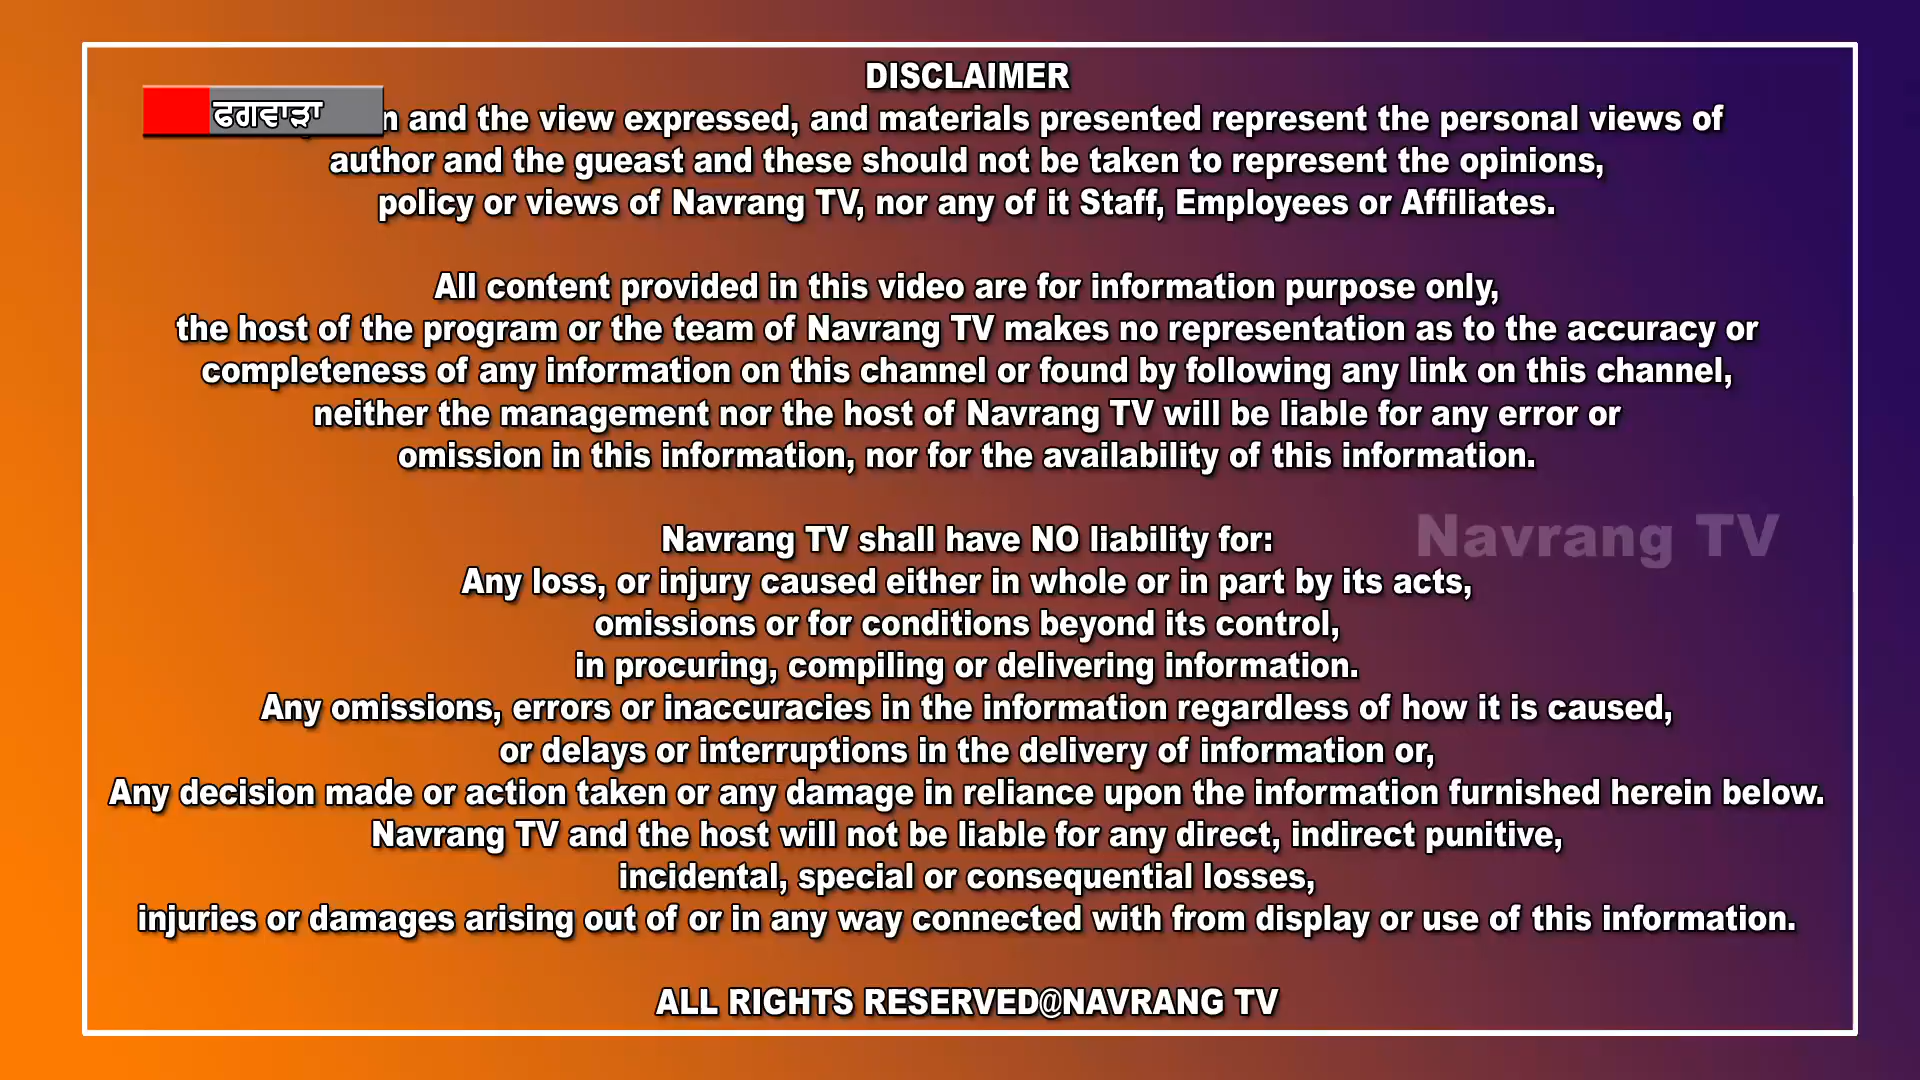 DISCLAIMER
ਫਗਵਾੜਾ
and the view expressed, and materials presented represent the personal views of
author and the gueast and these should not be taken to represent the opinions,
policy or views of Navrang TV, nor any of it Staff, Employees or Affiliates.
All content provided in this video are for information purpose only,
the host of the program or the team of Navrang TV makes no representation as to the accuracy or
completeness of any information on this channel or found by following any link on this channel,
neither the management nor the host of Navrang TV will be liable for any error or
omission in this information, nor for the availability of this information.
Navrang TV shall have NO liability for:
Navrang TV
Any loss, or injury caused either in whole or in part by its acts,
omissions or for conditions beyond its control,
in procuring, compiling or delivering information.
Any omissions, errors or inaccuracies in the information regardless of how it is caused,
or delays or interruptions in the delivery of information or,
Any decision made or action taken or any damage in reliance upon the information furnished herein below.
Navrang TV and the host will not be liable for any direct, indirect punitive,
incidental, special or consequential losses,
injuries or damages arising out of or in any way connected with from display or use of this information.
ALL RIGHTS RESERVED@NAVRANG TV